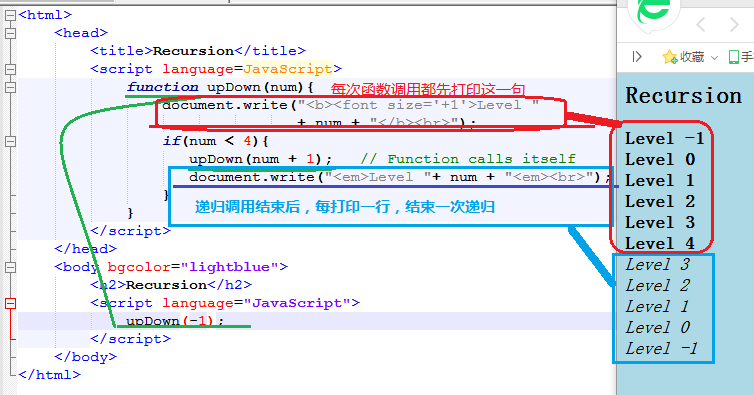 <html>
<head>
<title>Recursion</title>
<script language=JavaScript>
function upDown(num){ 每次函数调用都先打印这一句
document.write("<b><font size='+1'>Level "
+ num + "</b><br>");
if(num < 4){
upDown(num + 1); // Function calls itself
document.write("<em>Level "+ num + "<em><br>");
}
递归调用结束后，每打印一行，结束一次递归
}
</script>
</head>
<body bgcolor="lightblue">
<h2>Recursion</h2>
<script language="JavaScript">
upDown(-1);
</script>
</body>
</html>
收藏
手
Recursion
Level -1
Level 0
Level 1
Level 2
Level 3
Level 4
Level 3
Level 2
Level 1
Level 0
Level -1